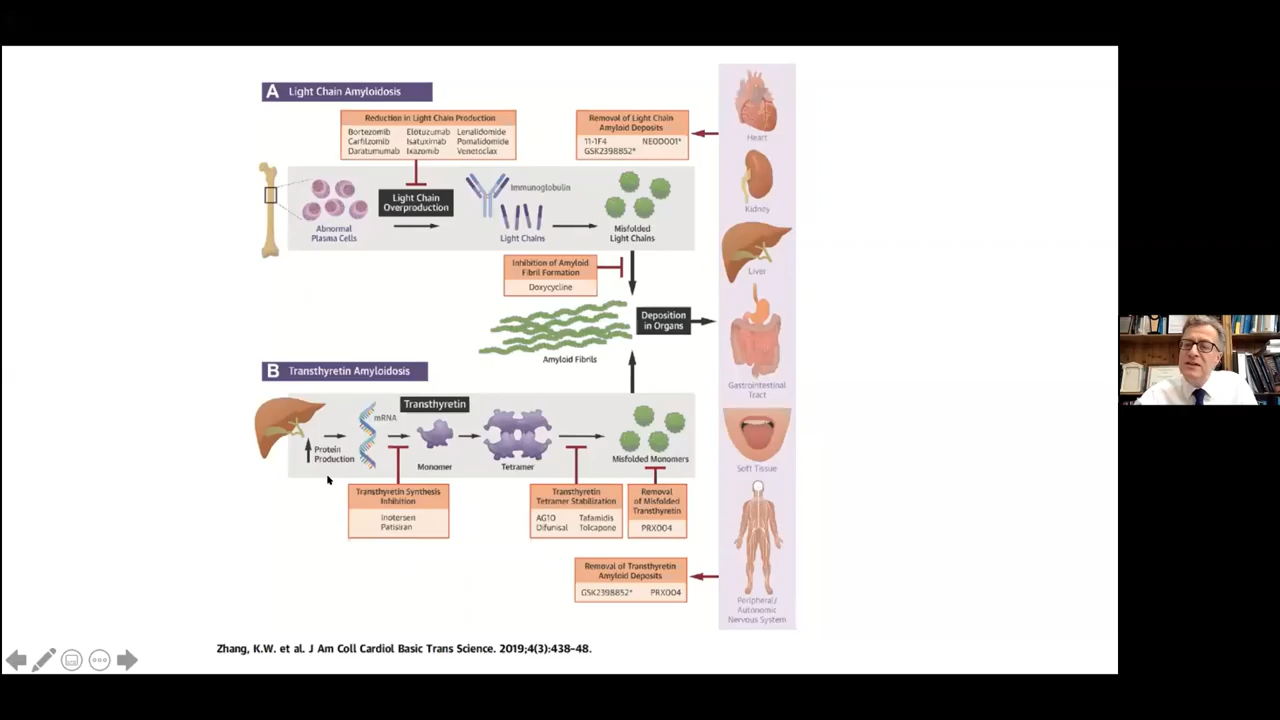 A Light Chain Amyloidosis
Reduction in Light Chain Production
Bortezomib Elotuzumab Lenalidomide
Carfilzomib Isatuximab Pomalidomide
Daratumumab Ixazomib Venetoclax
Removal of Light Chain
Amyloid Deposits
11-1F4 NEOD001*
GSK2398852*
Heart
Light Chain
Overproduction
Immunoglobulin
Abnormal
Plasma Cells
Light Chains
Misfolded
Light Chains
Kidney
Inhibition of Amyloid
Fibril Formation
Doxycycline
Liver
Deposition
in Organs
Amyloid Fibrils
Gastrointestinal
Tract
B Transthyretin Amyloidosis
Transthyretin
mRNA
Protein
Production
Monomer
Tetramer
Misfolded Monomers
Soft Tissue
Transthyretin Synthesis
Inhibition
Inotersen
Patisiran
Transthyretin
Tetramer Stabilization
AG10 Tafamidis
Difunisal Tolcapone
Removal
of Misfolded
Transthyretin
PRX004
Removal of Transthyretin
Amyloid Deposits
GSK2398852* PRX004
Peripheral/
Autonomic
Nervous System
Zhang, K.W. et al. J Am Coll Cardiol Basic Trans Science. 2019;4(3):438-48.